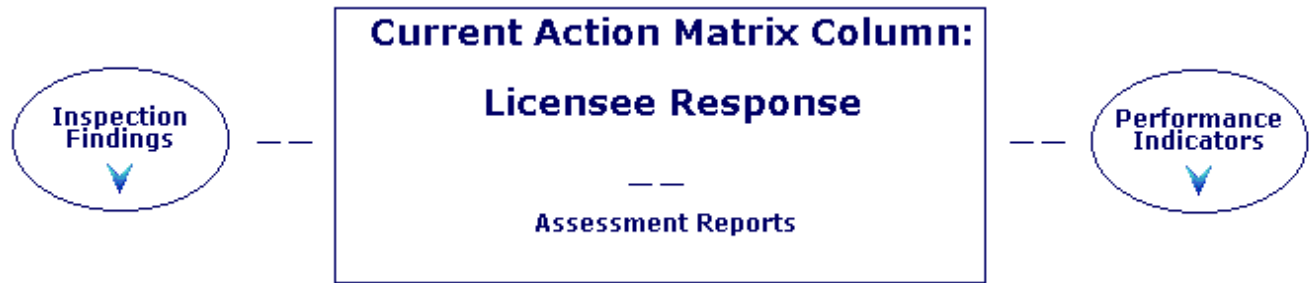 Current Action Matrix Column:
Licensee Response
Inspection
Findings
— —
— —
Performance
Indicators
— —
Assessment Reports